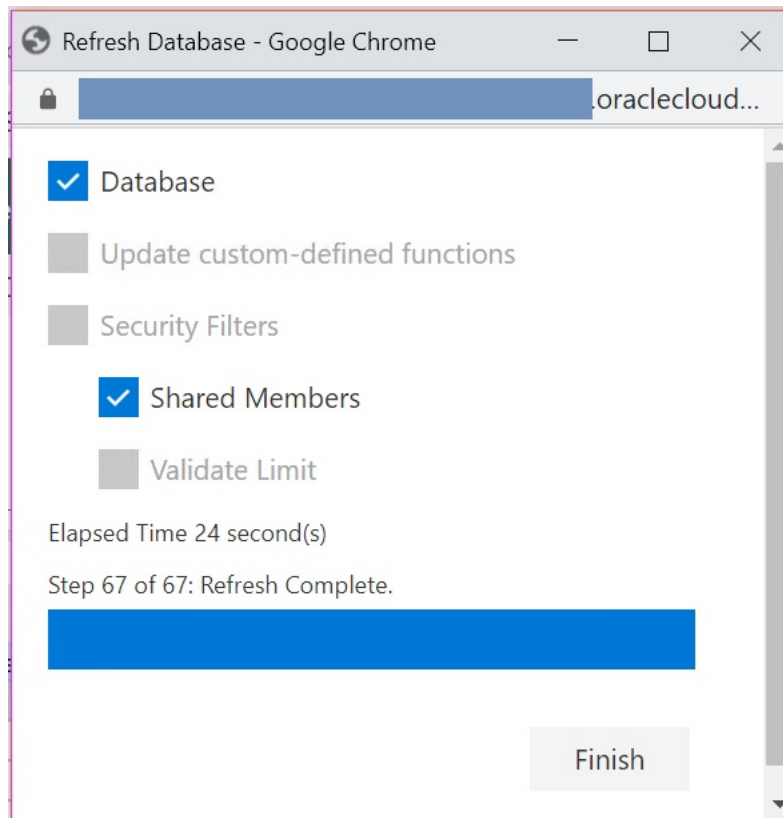 Refresh Database - Google Chrome
.oraclecloud...
Database
Update custom-defined functions
Security Filters
Shared Members
Validate Limit
Elapsed Time 24 second(s)
Step 67 of 67: Refresh Complete.
Finish